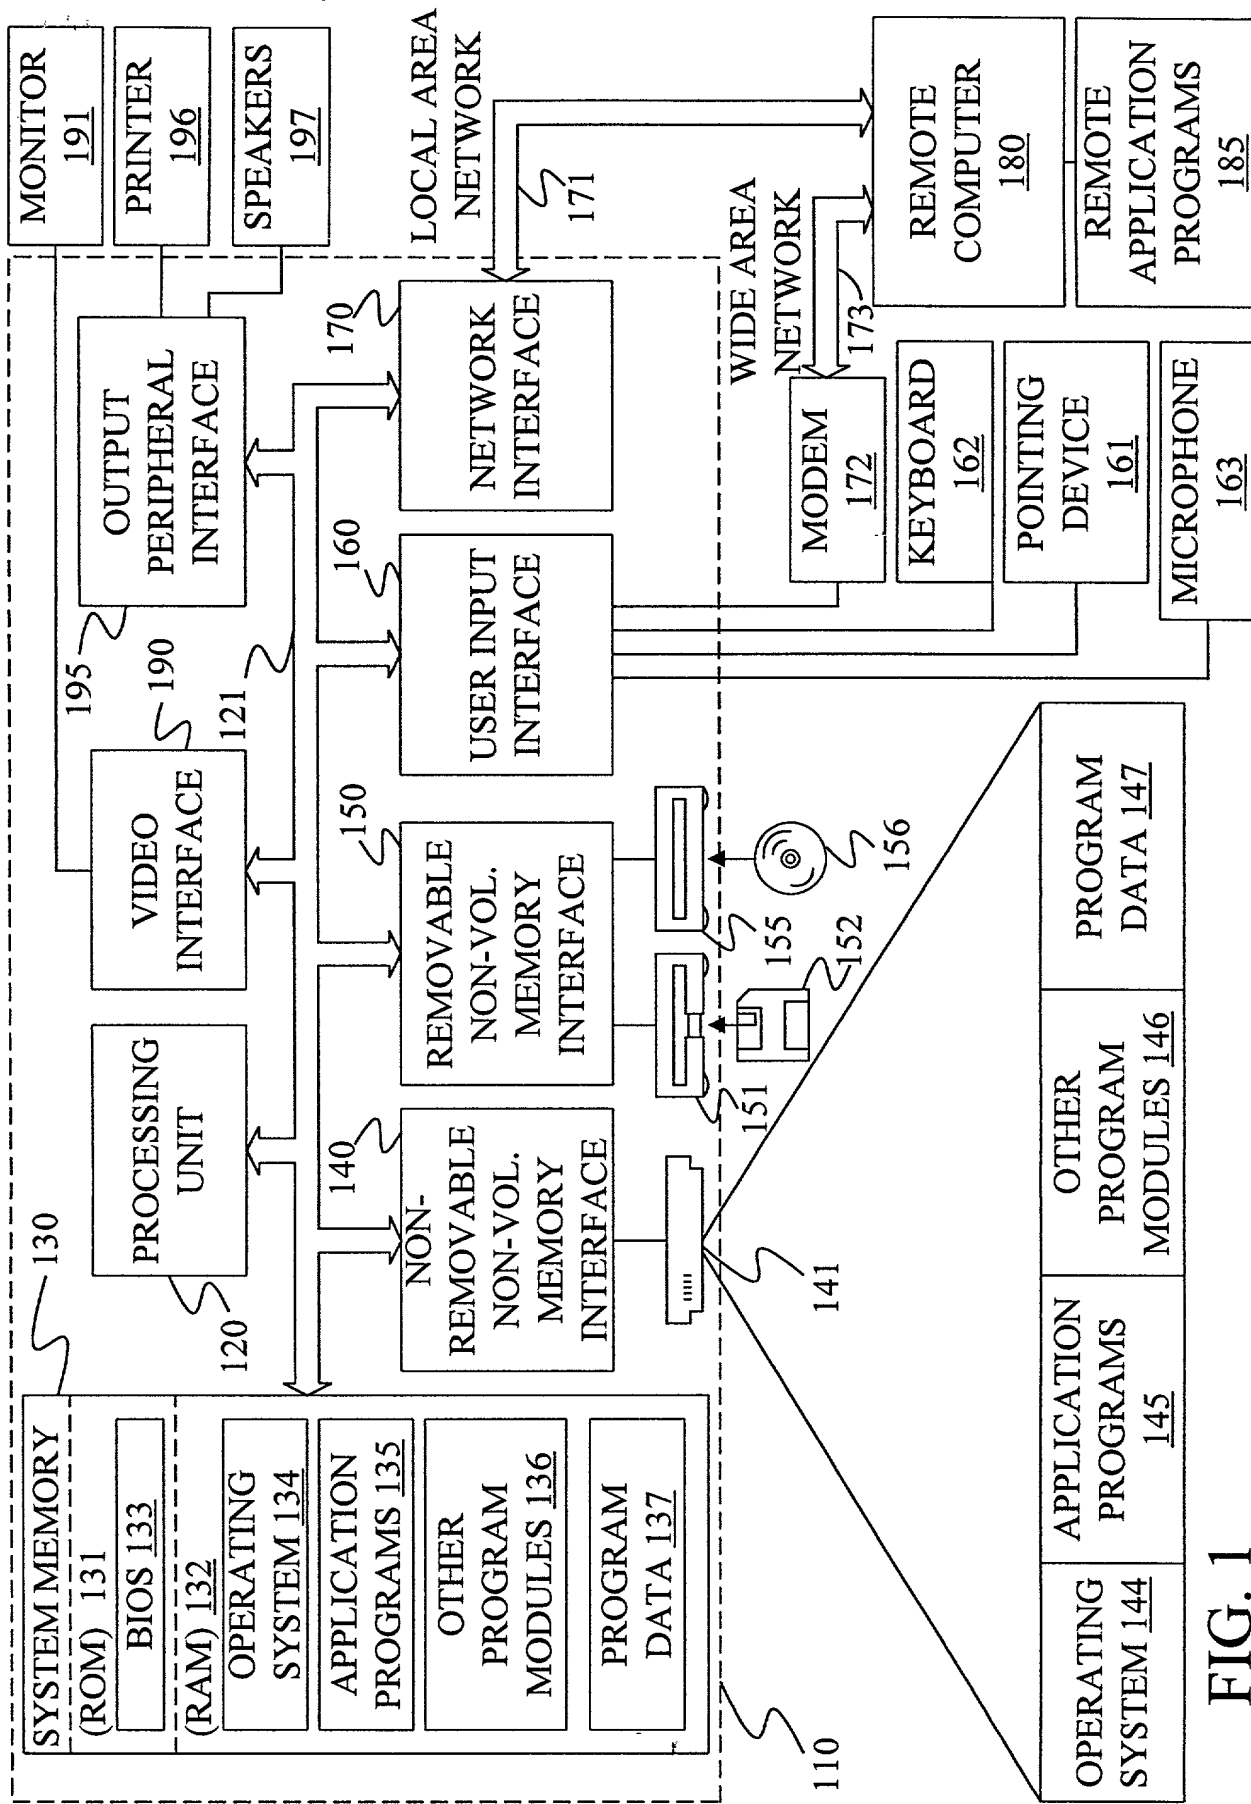 SYSTEM MEMORY
130
(ROM) 131
BIOS 133
(RAM) 132
OPERATING
SYSTEM 134
APPLICATION
PROGRAMS 135
OTHER
PROGRAM
MODULES 136
PROGRAM
DATA 137
110
120
PROCESSING
UNIT
VIDEO
INTERFACE
190
121
195
OUTPUT
PERIPHERAL
INTERFACE
MONITOR
191
PRINTER
196
SPEAKERS
197
140
NON-
REMOVABLE
NON-VOL.
MEMORY
INTERFACE
150
REMOVABLE
NON-VOL.
MEMORY
INTERFACE
160
USER INPUT
INTERFACE
170
NETWORK
INTERFACE
LOCAL AREA
NETWORK
171
141
151
152
155
156
WIDE AREA
NETWORK
173
MODEM
172
KEYBOARD
162
POINTING
DEVICE
161
MICROPHONE
163
REMOTE
COMPUTER
180
REMOTE
APPLICATION
PROGRAMS
185
OPERATING
SYSTEM 144
APPLICATION
PROGRAMS
145
OTHER
PROGRAM
MODULES 146
PROGRAM
DATA 147
FIG. 1